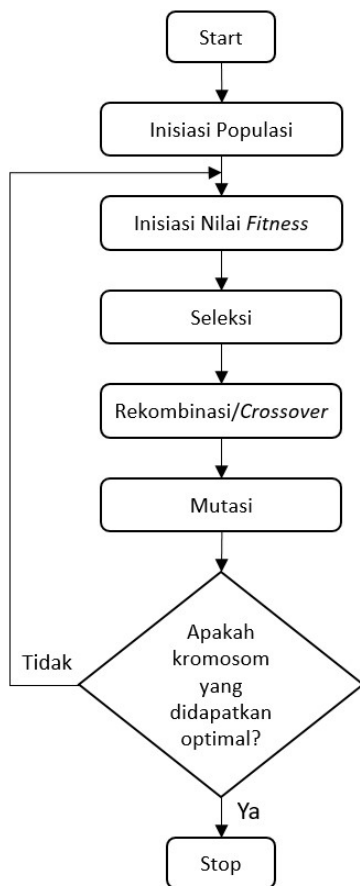 Start
Inisiasi Populasi
Inisiasi Nilai Fitness
Seleksi
Rekombinasi/Crossover
Mutasi
Apakah
kromosom
yang
didapatkan
optimal?
Tidak
Ya
Stop